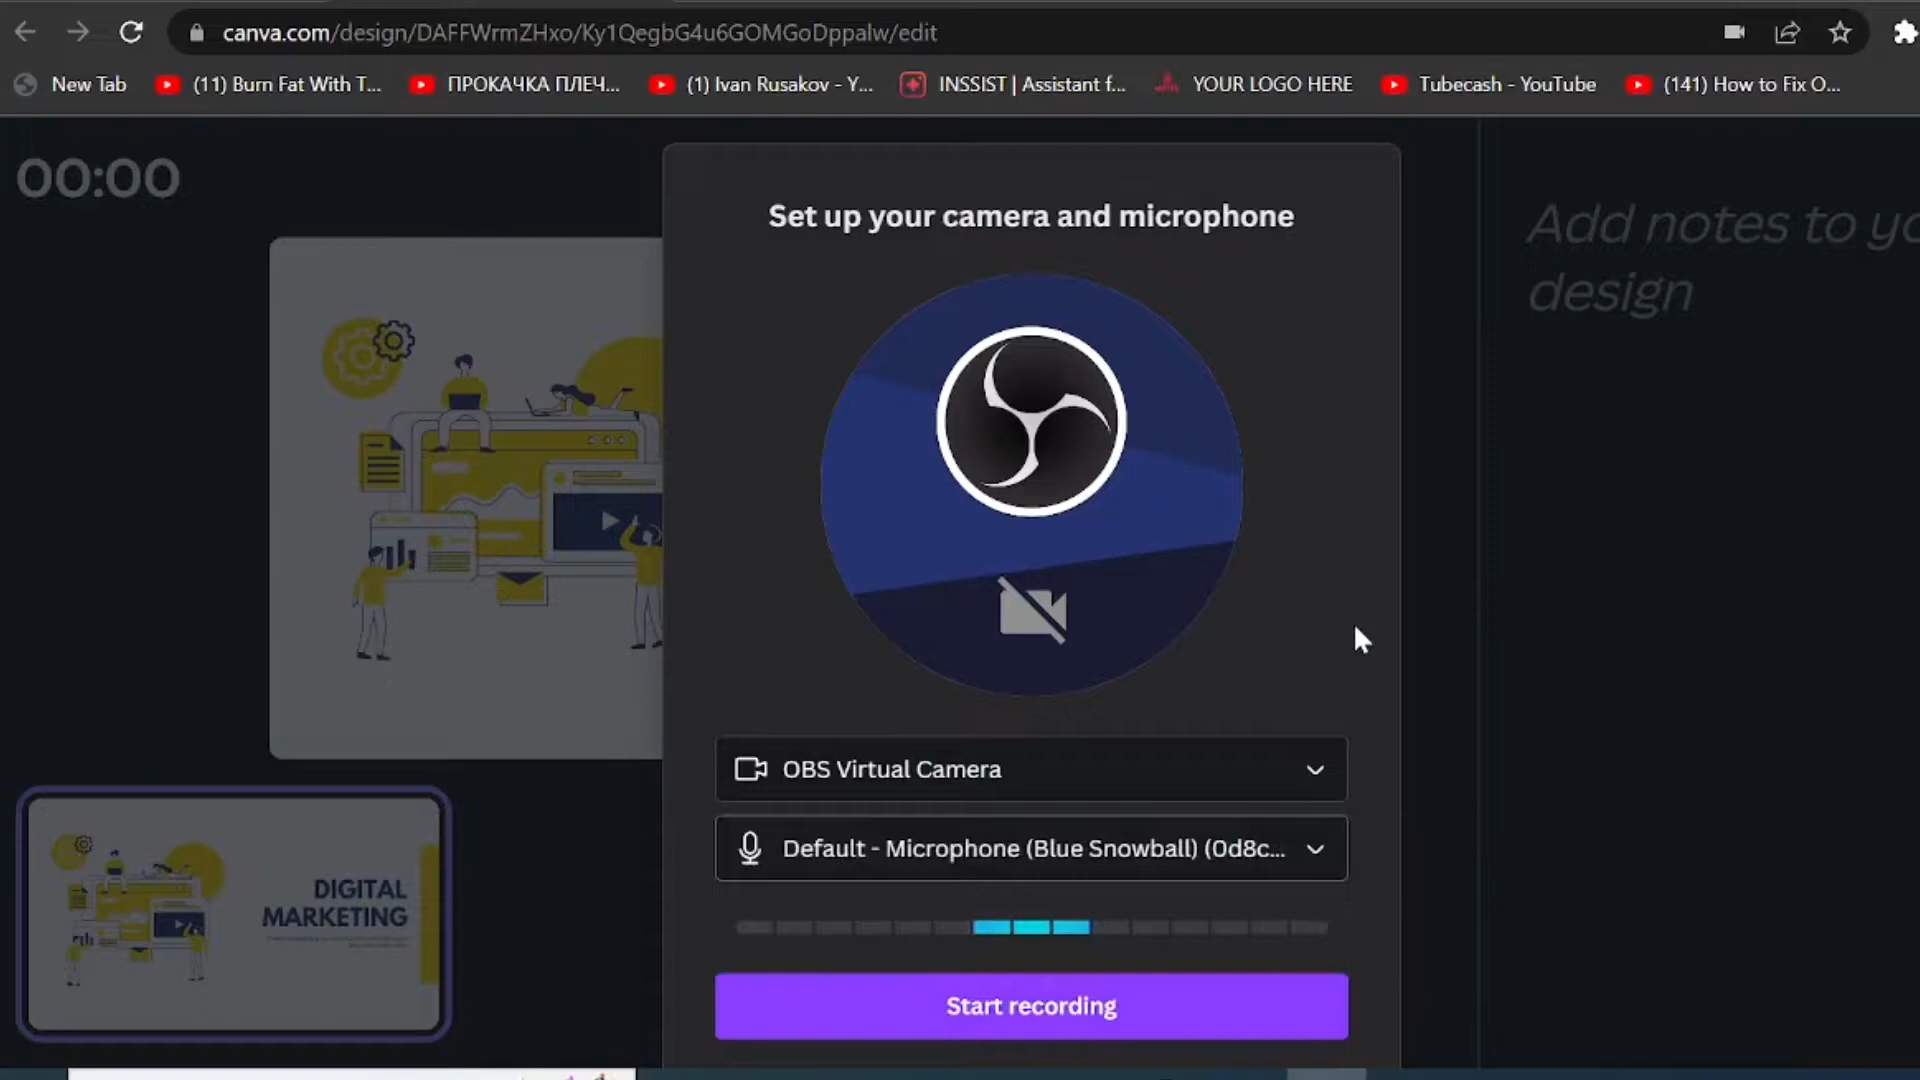 canva.com/design/DAFFWrmZHxo/Ky1QegbG4u6GOMGoDppalw/edit
New Tab
(11) Burn Fat With T...
ПРОКАЧКА ПЛЕЧ...
(1) Ivan Rusakov - Y...
INSSIST | Assistant f...
YOUR LOGO HERE
Tubecash - YouTube
(141) How to Fix O...
00:00
Set up your camera and microphone
Add notes to yo
design
OBS Virtual Camera
Default - Microphone (Blue Snowball) (0d8c...
DIGITAL
MARKETING
Start recording